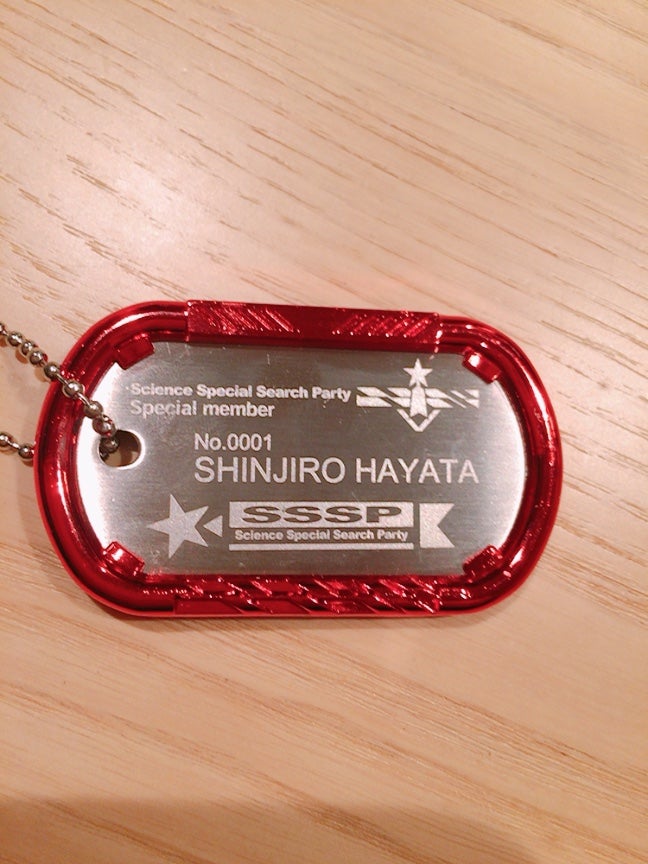 Science Special Search Party
Special member
No.0001
SHINJIRO HAYATA
SSSP
Science Special Search Party